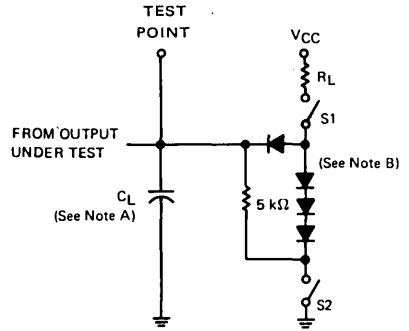 TEST
POINT
VCC
RL
S1
FROM OUTPUT
UNDER TEST
(See Note B)
CL
(See Note A)
5 kΩ
S2